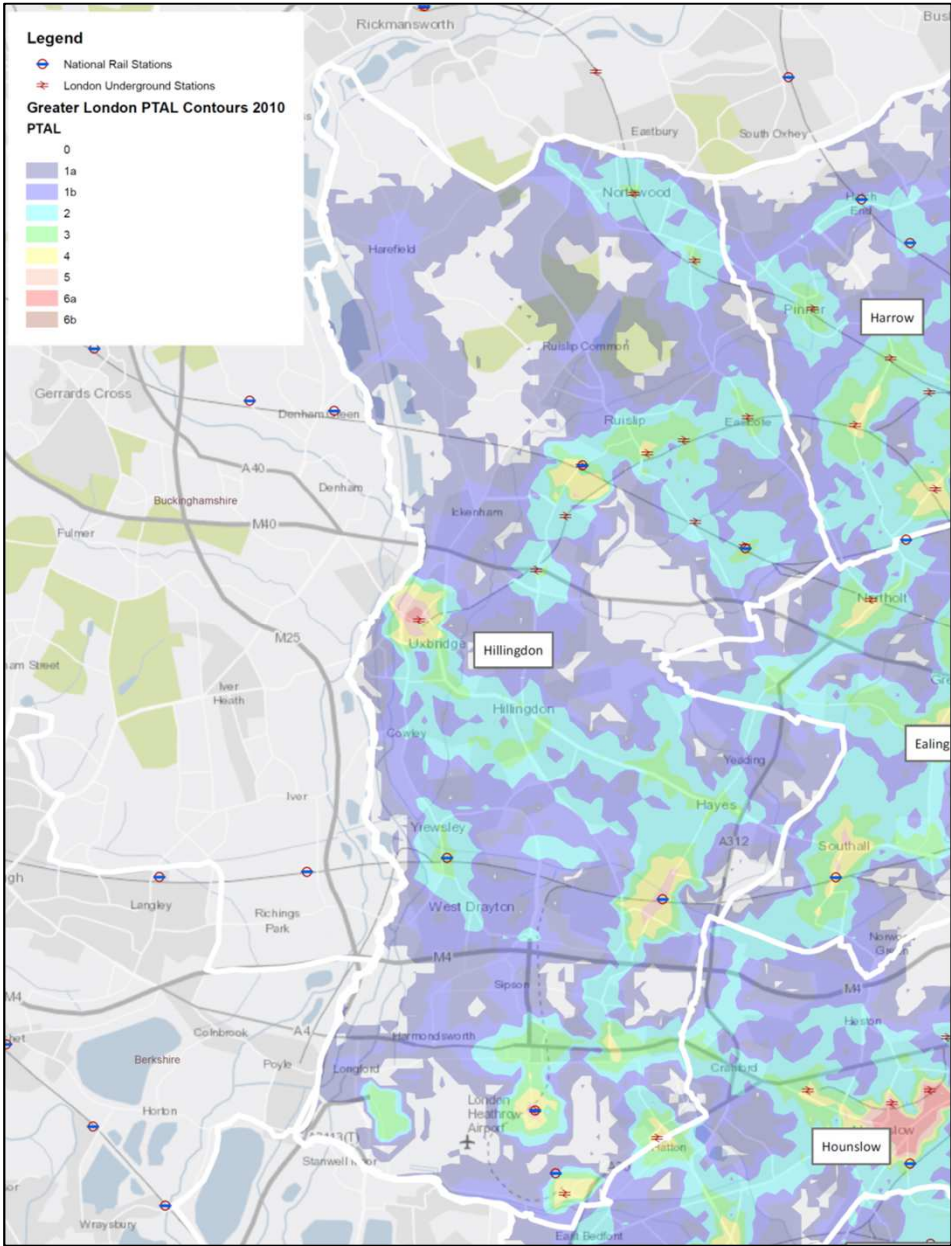 Rickmansworth
Legend
National Rail Stations
London Underground Stations
Greater London PTAL Contours 2010
PTAL
0
1a
1b
2
3
4
5
6a
6b
Eastbury
South Oxhey
Northwood
Hatch
End
Harefield
Pinner
Harrow
Ruislip Common
Gerrards Cross
Denham Green
Ruislip
Eastcote
A40
Denham
Buckinghamshire
Ickenham
M40
Fulmer
Northolt
M25
Uxbridge
Hillingdon
Iver
Heath
Hillingdon
Cowley
Ealing
Yeading
Iver
Hayes
Yiewsley
A312
Southall
Langley
West Drayton
Richings
Park
M4
Sipson
M4
M4
Colnbrook
A4
Harmondsworth
Heston
Berkshire
Poyle
Longford
Cranford
Horton
London
Heathrow
Airport
Hatton
Hounslow
Stanwell Moor
Wraysbury
East Bedfont